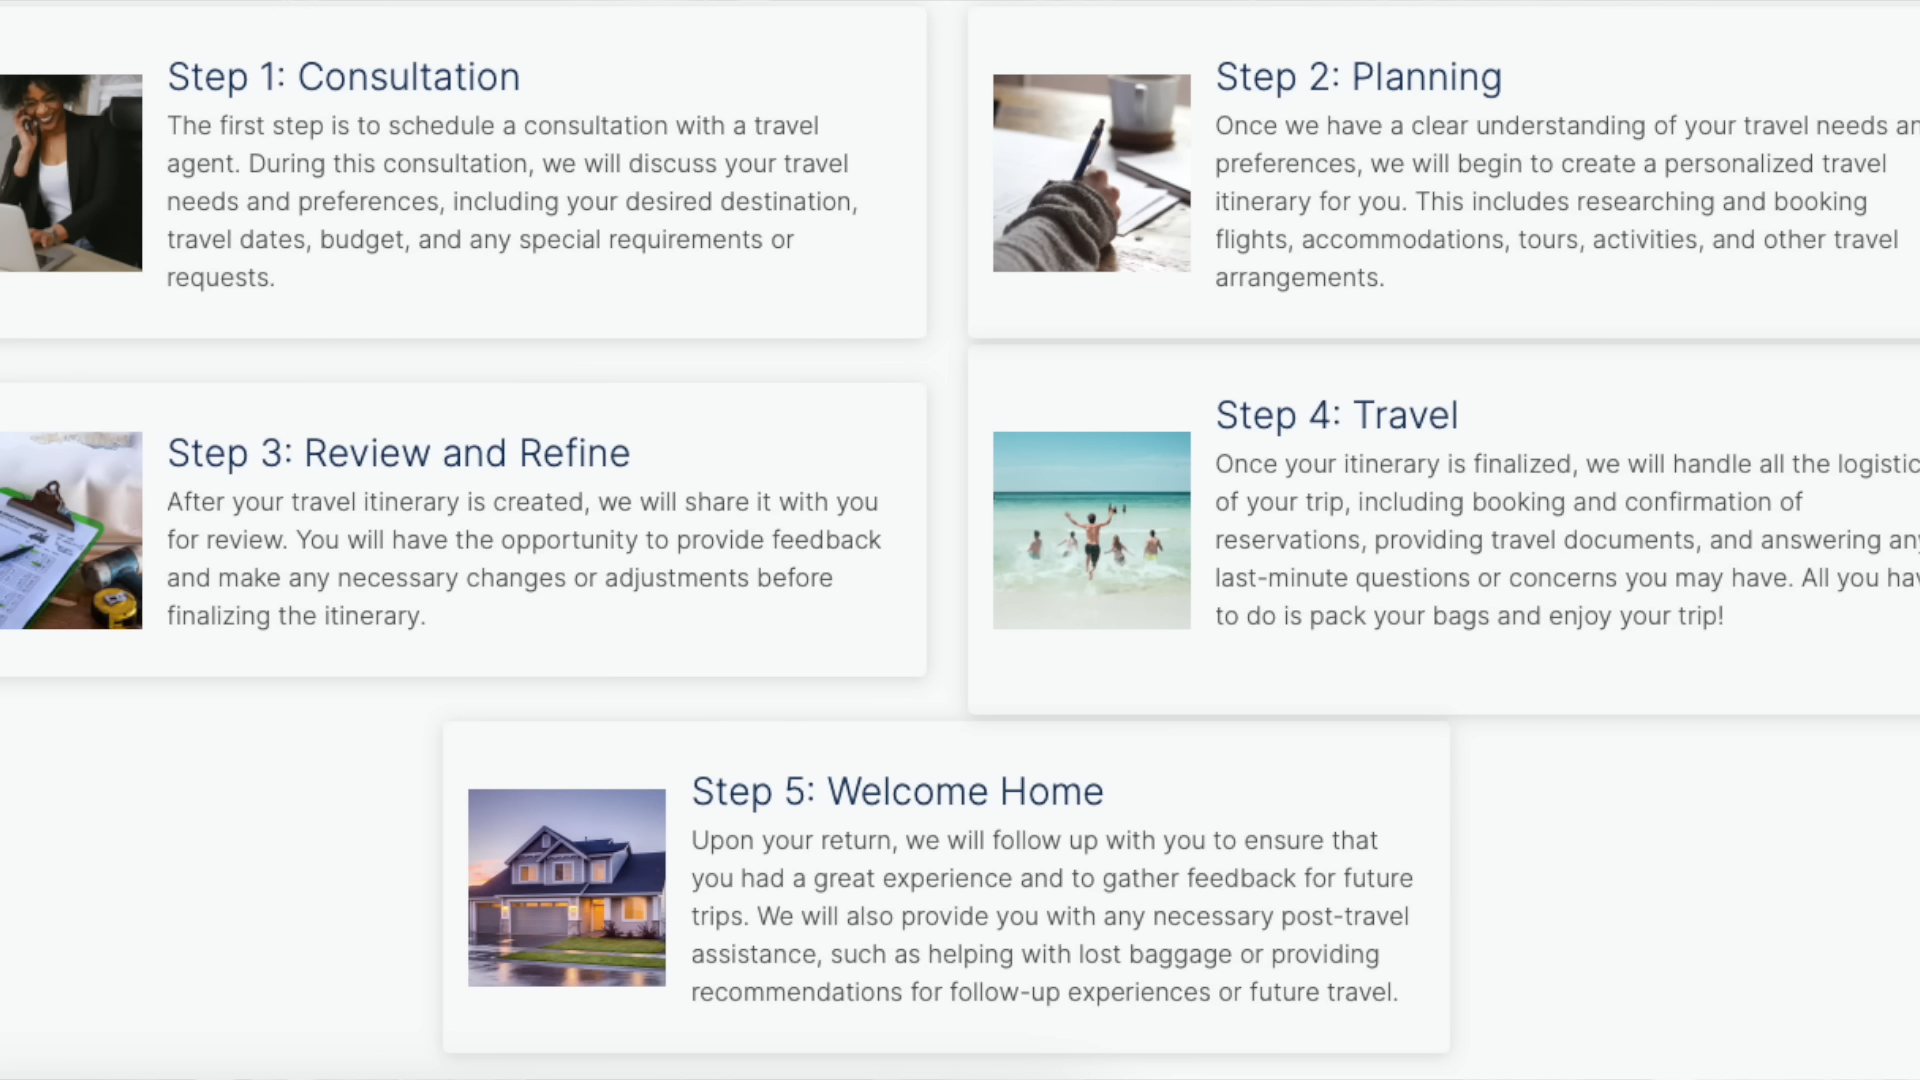 Step 1: Consultation
The first step is to schedule a consultation with a travel
agent. During this consultation, we will discuss your travel
needs and preferences, including your desired destination,
travel dates, budget, and any special requirements or
requests.
Step 2: Planning
Once we have a clear understanding of your travel needs
preferences, we will begin to create a personalized travel
itinerary for you. This includes researching and booking
flights, accommodations, tours, activities, and other travel
arrangements.
Step 3: Review and Refine
After your travel itinerary is created, we will share it with you
for review. You will have the opportunity to provide feedback
and make any necessary changes or adjustments before
finalizing the itinerary.
Step 4: Travel
Once your itinerary is finalized, we will handle all the
of your trip, including booking and confirmation of
reservations, providing travel documents, and answering any
last-minute questions or concerns you may have. All you
to do is pack your bags and enjoy your trip!
Step 5: Welcome Home
Upon your return, we will follow up with you to ensure that
you had a great experience and to gather feedback for future
trips. We will also provide you with any necessary post-travel
assistance, such as helping with lost baggage or providing
recommendations for follow-up experiences or future travel.